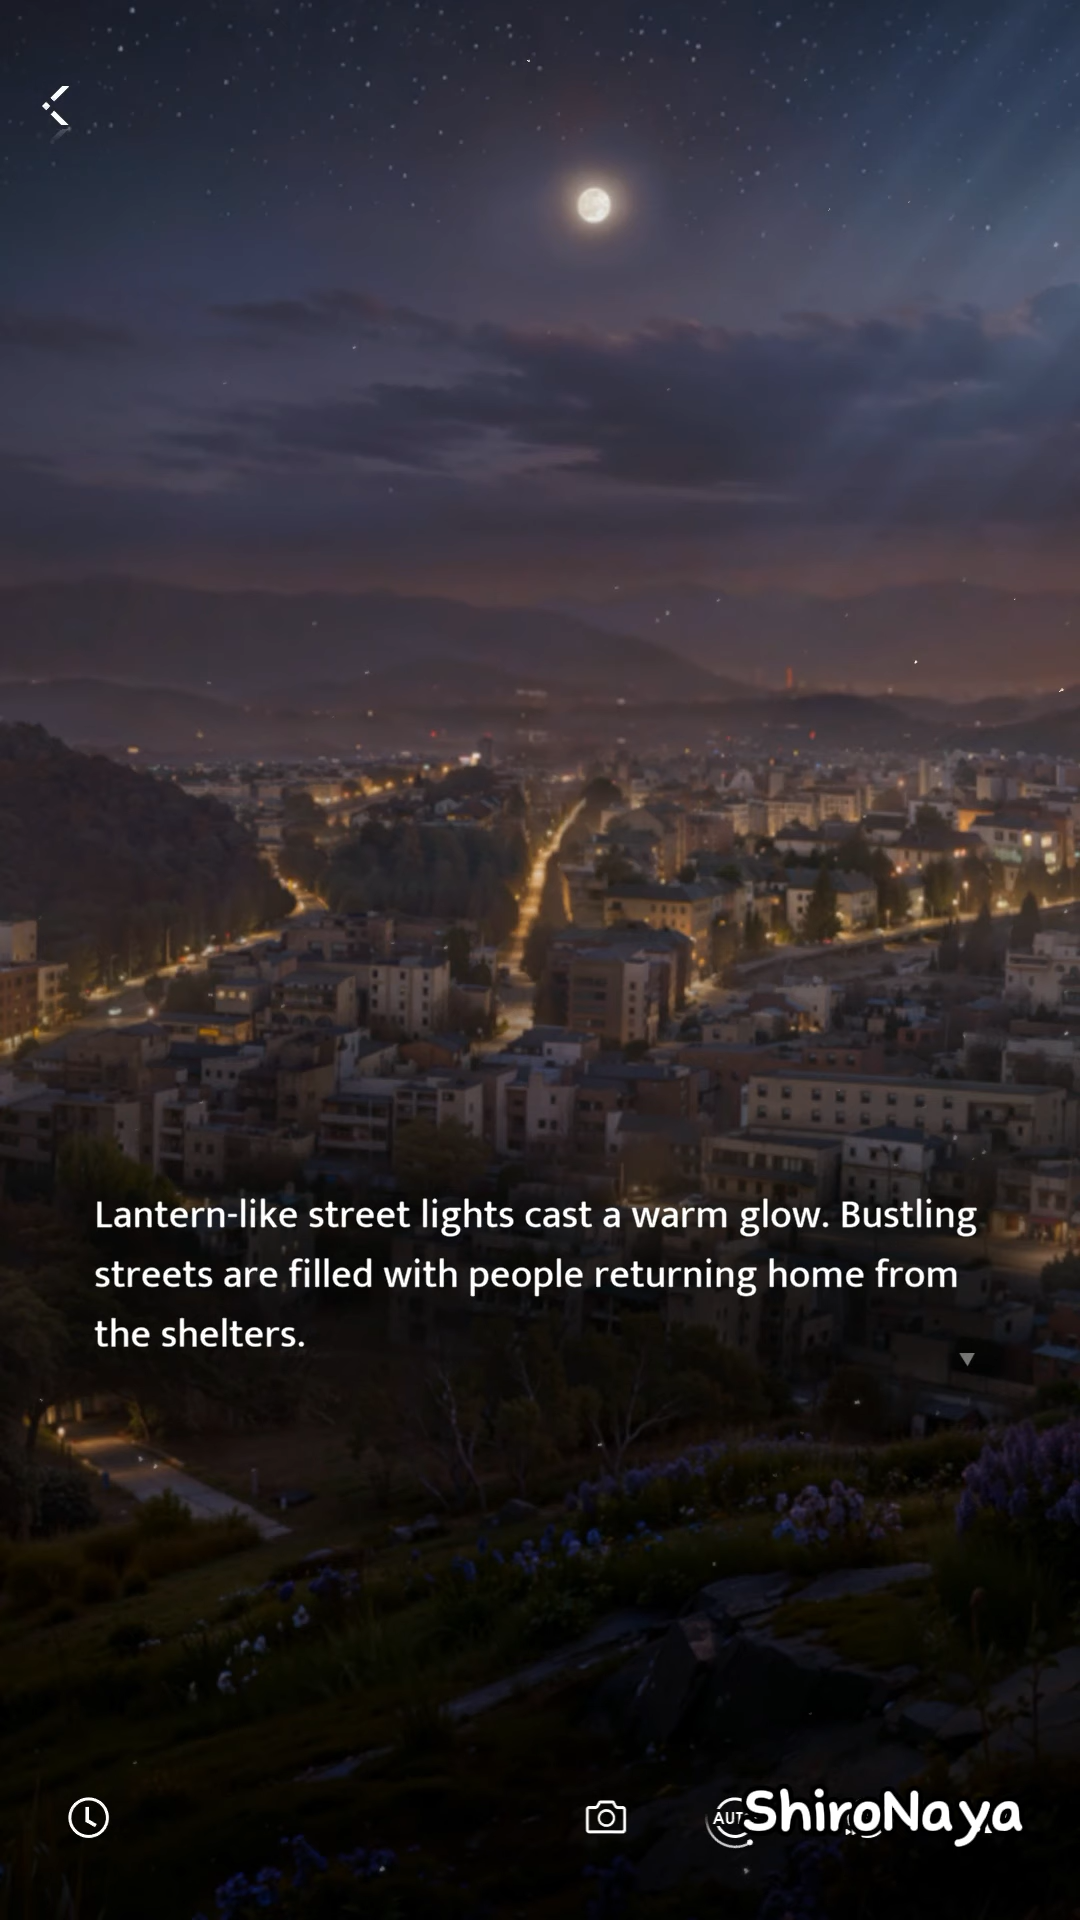 Lantern-like street lights cast a warm glow. Bustling
streets are filled with people returning home from
the shelters.
ShiroNaya